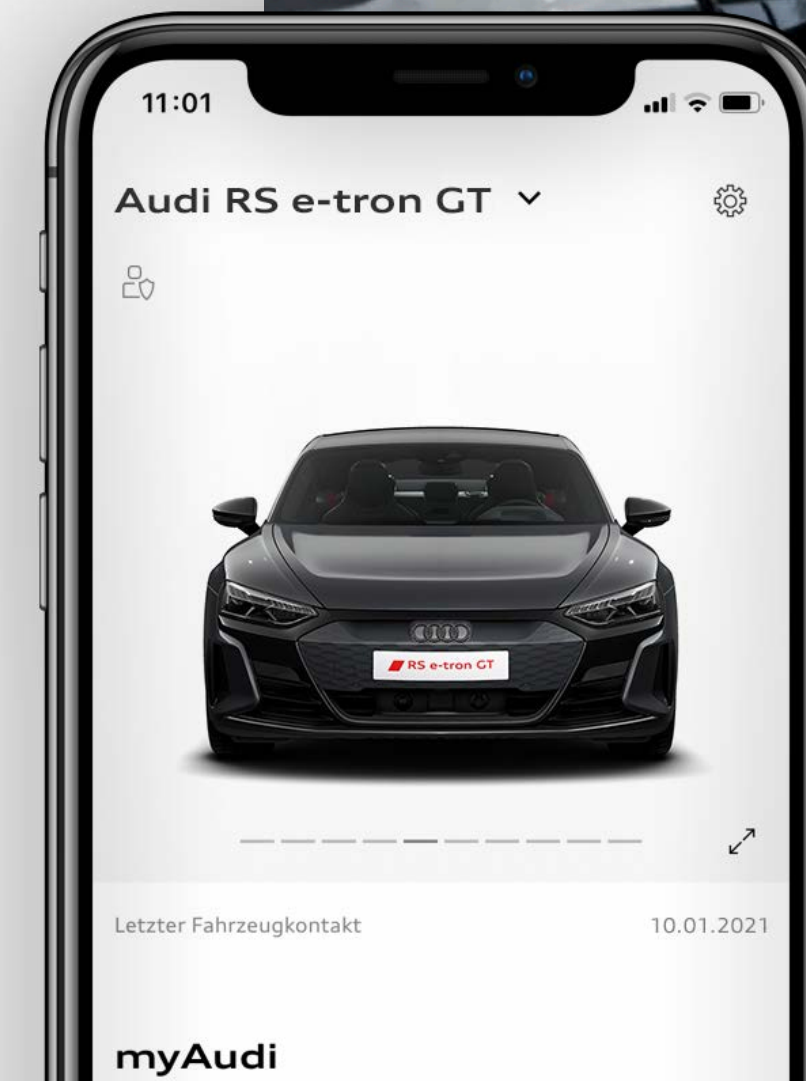 11:01
Audi RS e-tron GT
RS e-tron GT
Letzter Fahrzeugkontakt 10.01.2021
myAudi